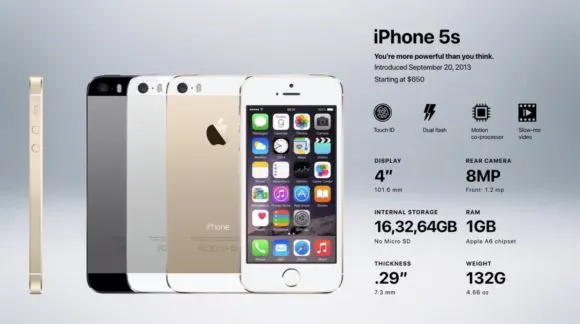 iPhone 5s
You're more powerful than you think.
Introduced September 20, 2013
Starting at $650
Touch-ID
Dual flash
Motion
co-processor
Slow-mo
video
DISPLAY
4”
101.6 mm
REAR CAMERA
8MP
Front: 1.2 mp
INTERNAL STORAGE
16,32,64GB
No Micro SD
RAM
1GB
Apple A6 chipset
THICKNESS
.29”
7.3 mm
WEIGHT
132G
4.66 oz
iPhone